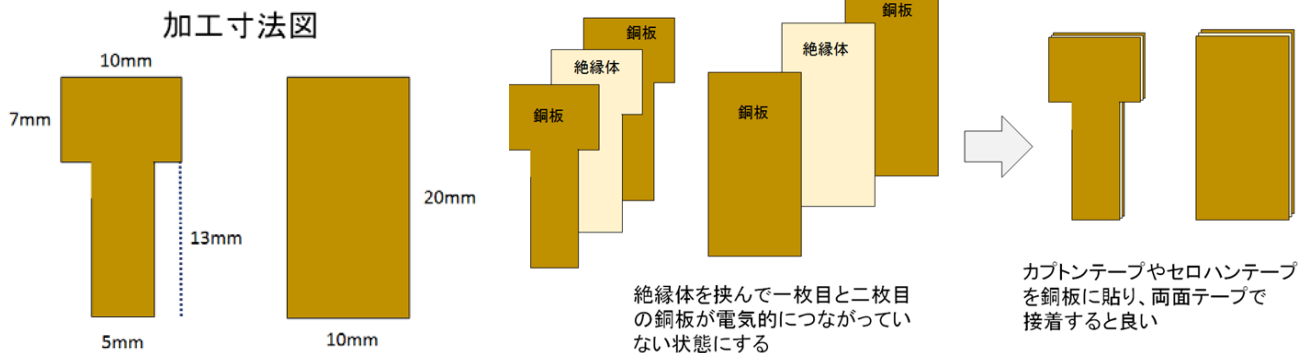 加工寸法図
10mm
7mm
13mm
5mm
20mm
10mm
銅板
絶縁体
銅板
銅板
絶縁体
銅板
絶縁体を挟んで一枚目と二枚目
の銅板が電気的につながってい
ない状態にする
カプトンテープやセロハンテープ
を銅板に貼り、両面テープで
接着すると良い